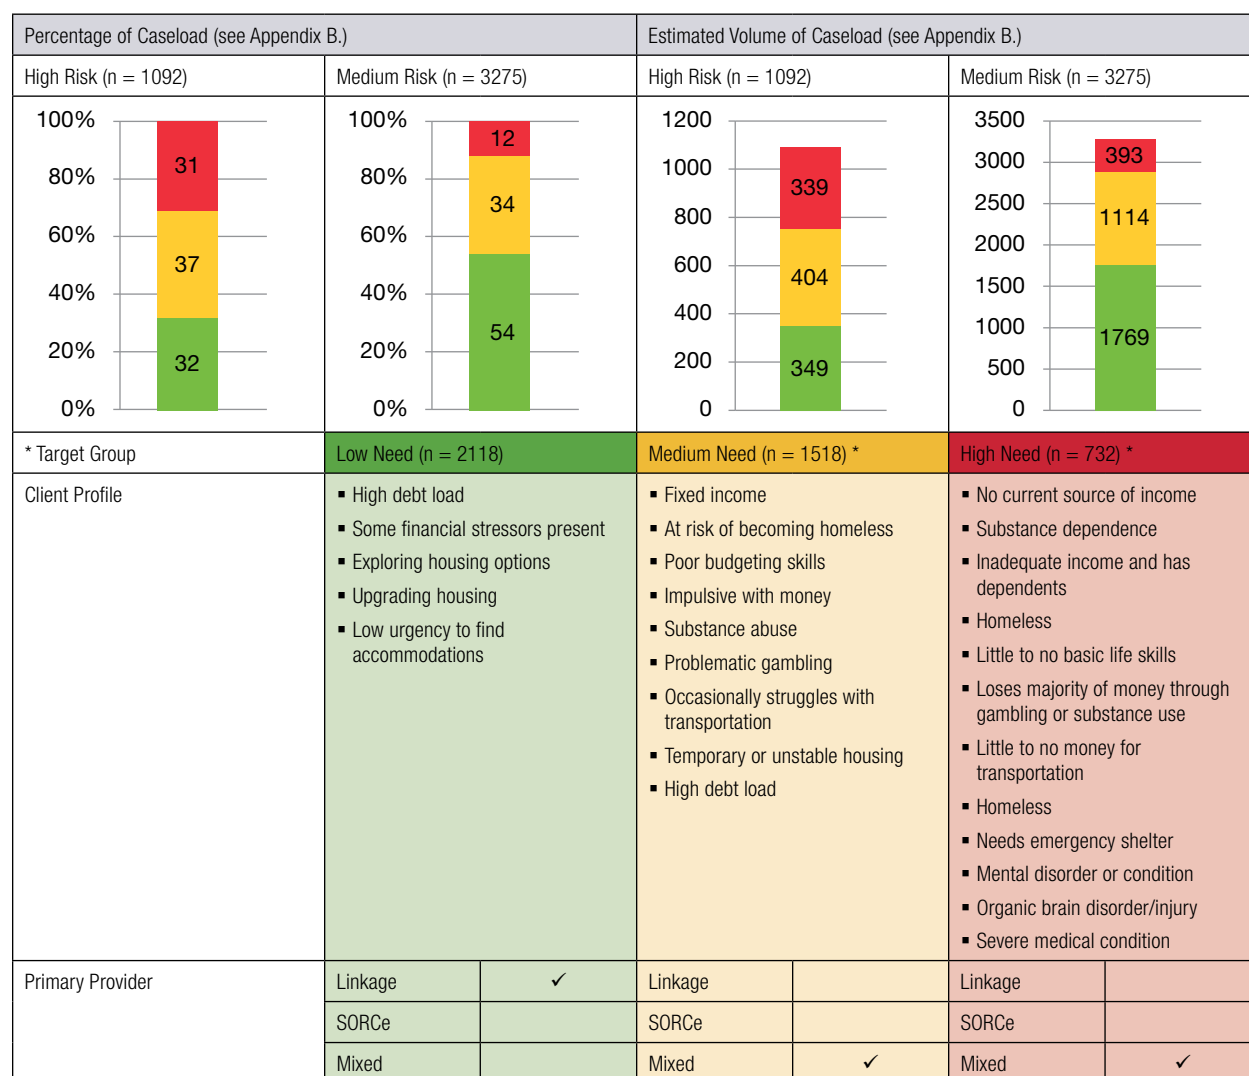 Percentage of Caseload (see Appendix B.)
Estimated Volume of Caseload (see Appendix B.)
High Risk (n = 1092)
Medium Risk (n = 3275)
High Risk (n = 1092)
Medium Risk (n = 3275)
100%
80%
60%
40%
20%
0%
31
37
32
100%
80%
60%
40%
20%
0%
12
34
54
1200
1000
800
600
400
200
0
339
404
349
3500
3000
2500
2000
1500
1000
500
0
393
1114
1769
* Target Group
Low Need (n = 2118)
Medium Need (n = 1518) *
High Need (n = 732) *
Client Profile
▪ High debt load
▪ Some financial stressors present
▪ Exploring housing options
▪ Upgrading housing
▪ Low urgency to find
accommodations
▪ Fixed income
▪ At risk of becoming homeless
▪ Poor budgeting skills
▪ Impulsive with money
▪ Substance abuse
▪ Problematic gambling
▪ Occasionally struggles with
transportation
▪ Temporary or unstable housing
▪ High debt load
▪ No current source of income
▪ Substance dependence
▪ Inadequate income and has
dependents
▪ Homeless
▪ Little to no basic life skills
▪ Loses majority of money through
gambling or substance use
▪ Little to no money for
transportation
▪ Homeless
▪ Needs emergency shelter
▪ Mental disorder or condition
▪ Organic brain disorder/injury
▪ Severe medical condition
Primary Provider
Linkage ✓
SORCe
Mixed
Linkage
SORCe
Mixed ✓
Linkage
SORCe
Mixed ✓